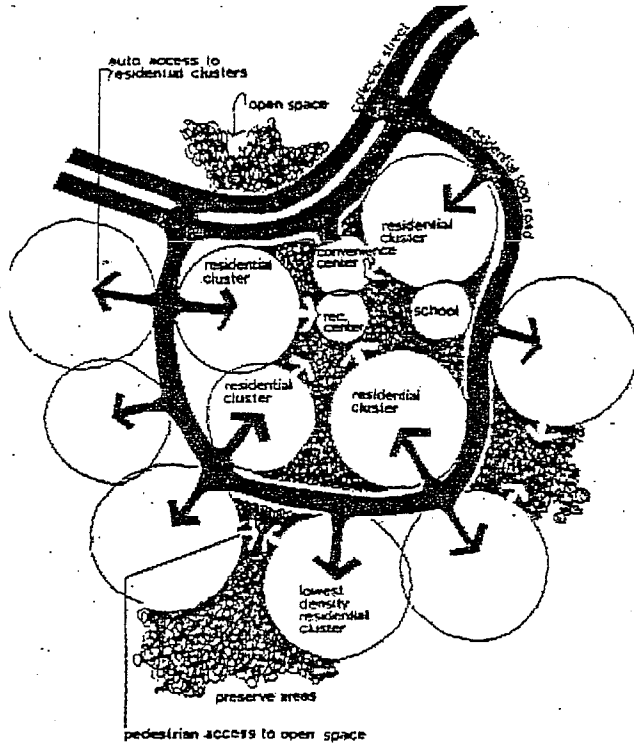 auto access to
residential clusters
open space
collector street
residential loop road
residential
cluster
residential
cluster
convenience
center
rec.
center
school
residential
cluster
residential
cluster
lowest
density
residential
cluster
preserve areas
pedestrian access to open space